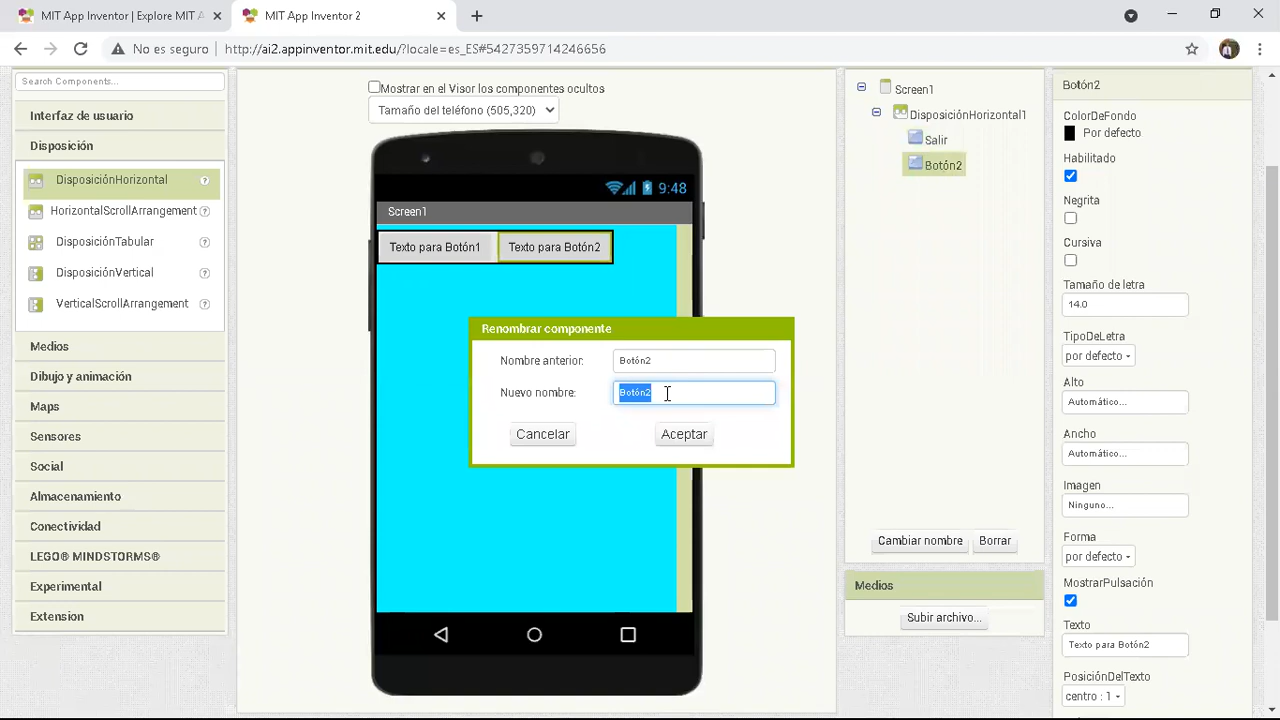 MIT App Inventor | Explore MIT A
MIT App Inventor 2
No es seguro
http://ai2.appinventor.mit.edu/?locale=es_ES#5427359714246656
Search Components...
Interfaz de usuario
Disposición
DisposiciónHorizontal
HorizontalScrollArrangement
DisposiciónTabular
DisposiciónVertical
VerticalScrollArrangement
Medios
Dibujo y animación
Maps
Sensores
Social
Almacenamiento
Conectividad
LEGO® MINDSTORMS®
Experimental
Extension
Mostrar en el Visor los componentes ocultos
Tamaño del teléfono (505,320)
9:48
Screen1
Texto para Botón1
Texto para Botón2
Renombrar componente
Nombre anterior:
Botón2
Nuevo nombre:
Botón2
Cancelar
Aceptar
Screen1
DisposiciónHorizontal1
Salir
Botón2
Cambiar nombre
Borrar
Medios
Subir archivo...
Botón2
ColorDeFondo
Por defecto
Habilitado
Negrita
Cursiva
Tamaño de letra
14.0
TipoDeLetra
por defecto
Alto
Automático...
Ancho
Automático...
Imagen
Ninguno...
Forma
por defecto
MostrarPulsación
Texto
Texto para Botón2
PosiciónDelTexto
centro : 1